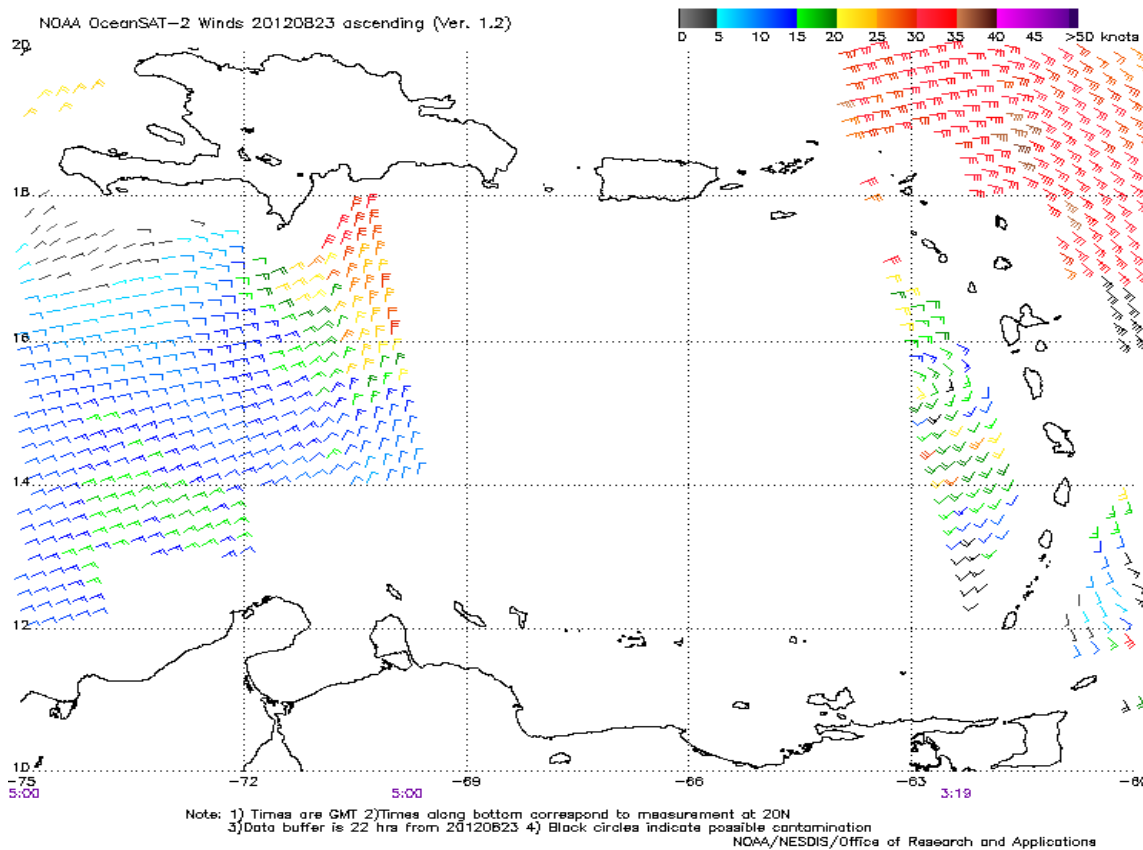 NOAA OceanSAT-2 Winds 20120823 ascending (Ver. 1.2)
0 5 10 15 20 25 30 35 40 45 >50 knots
20
18
16
14
12
10
-75 -72 -69 -66 -63 -60
5:00 5:00 3:19
Note: 1) Times are GMT 2)Times along bottom correspond to measurement at 20N
3)Data buffer is 22 hrs from 20120823 4) Black circles indicate possible contamination
NOAA/NESDIS/Office of Research and Applications